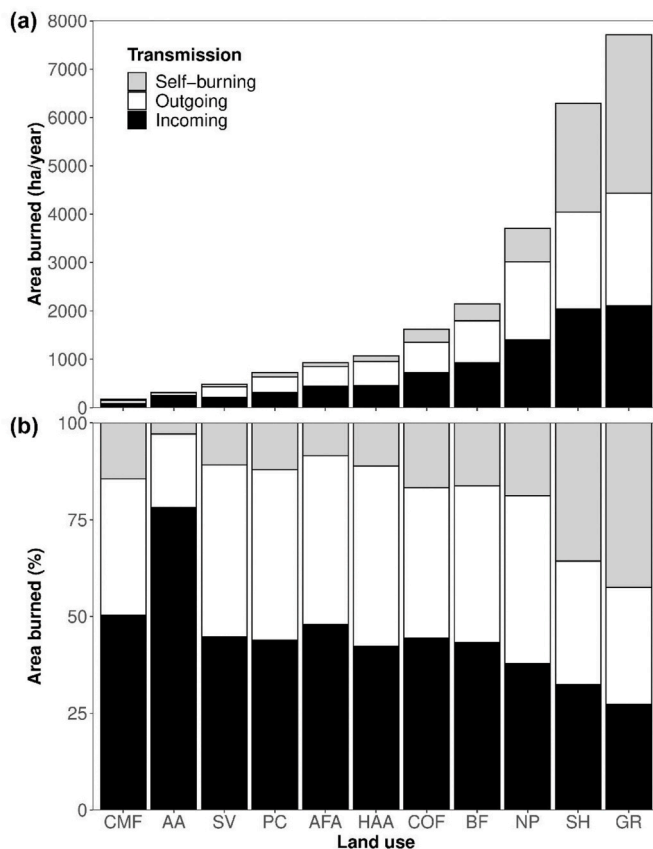 (a)
8000
7000
6000
5000
4000
3000
2000
1000
0
Area burned (ha/year)
Transmission
Self−burning
Outgoing
Incoming
(b)
100
75
50
25
0
Area burned (%)
CMF AA SV PC AFA HAA COF BF NP SH GR
Land use